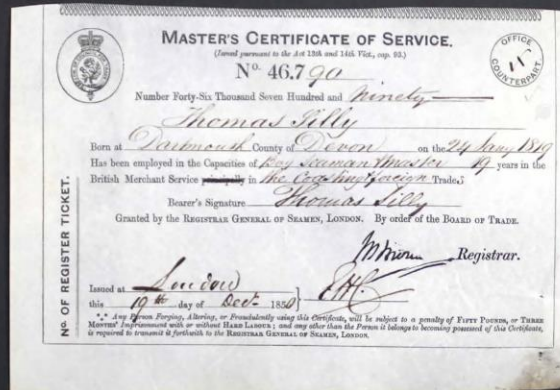 MASTER'S CERTIFICATE OF SERVICE.
(Issued pursuant to the Act 13th and 14th Vict., cap. 93.)
No. 46.790
OFFICE COUNTERPART
Number Forty-Six Thousand Seven Hundred and Ninety
Thomas Tilly
Born at Dartmouth County of Devon on the 24 Jany 1819
Has been employed in the Capacities of Boy Seaman & Master 19 years in the
British Merchant Service principally in the Coasting & foreign Trades
Bearer's Signature Thomas Tilly
Granted by the REGISTRAR GENERAL OF SEAMEN, LONDON. By order of the BOARD OF TRADE.
Registrar.
Issued at London
this 19th day of Decr. 1850
*** Any Person Forging, Altering, or Fraudulently using this Certificate, will be subject to a penalty of FIFTY POUNDS, or THREE
MONTHS' Imprisonment with or without HARD LABOUR; and any other than the Person it belongs to becoming possessed of this Certificate,
is required to transmit it forthwith to the REGISTRAR GENERAL OF SEAMEN, LONDON.
No. OF REGISTER TICKET.